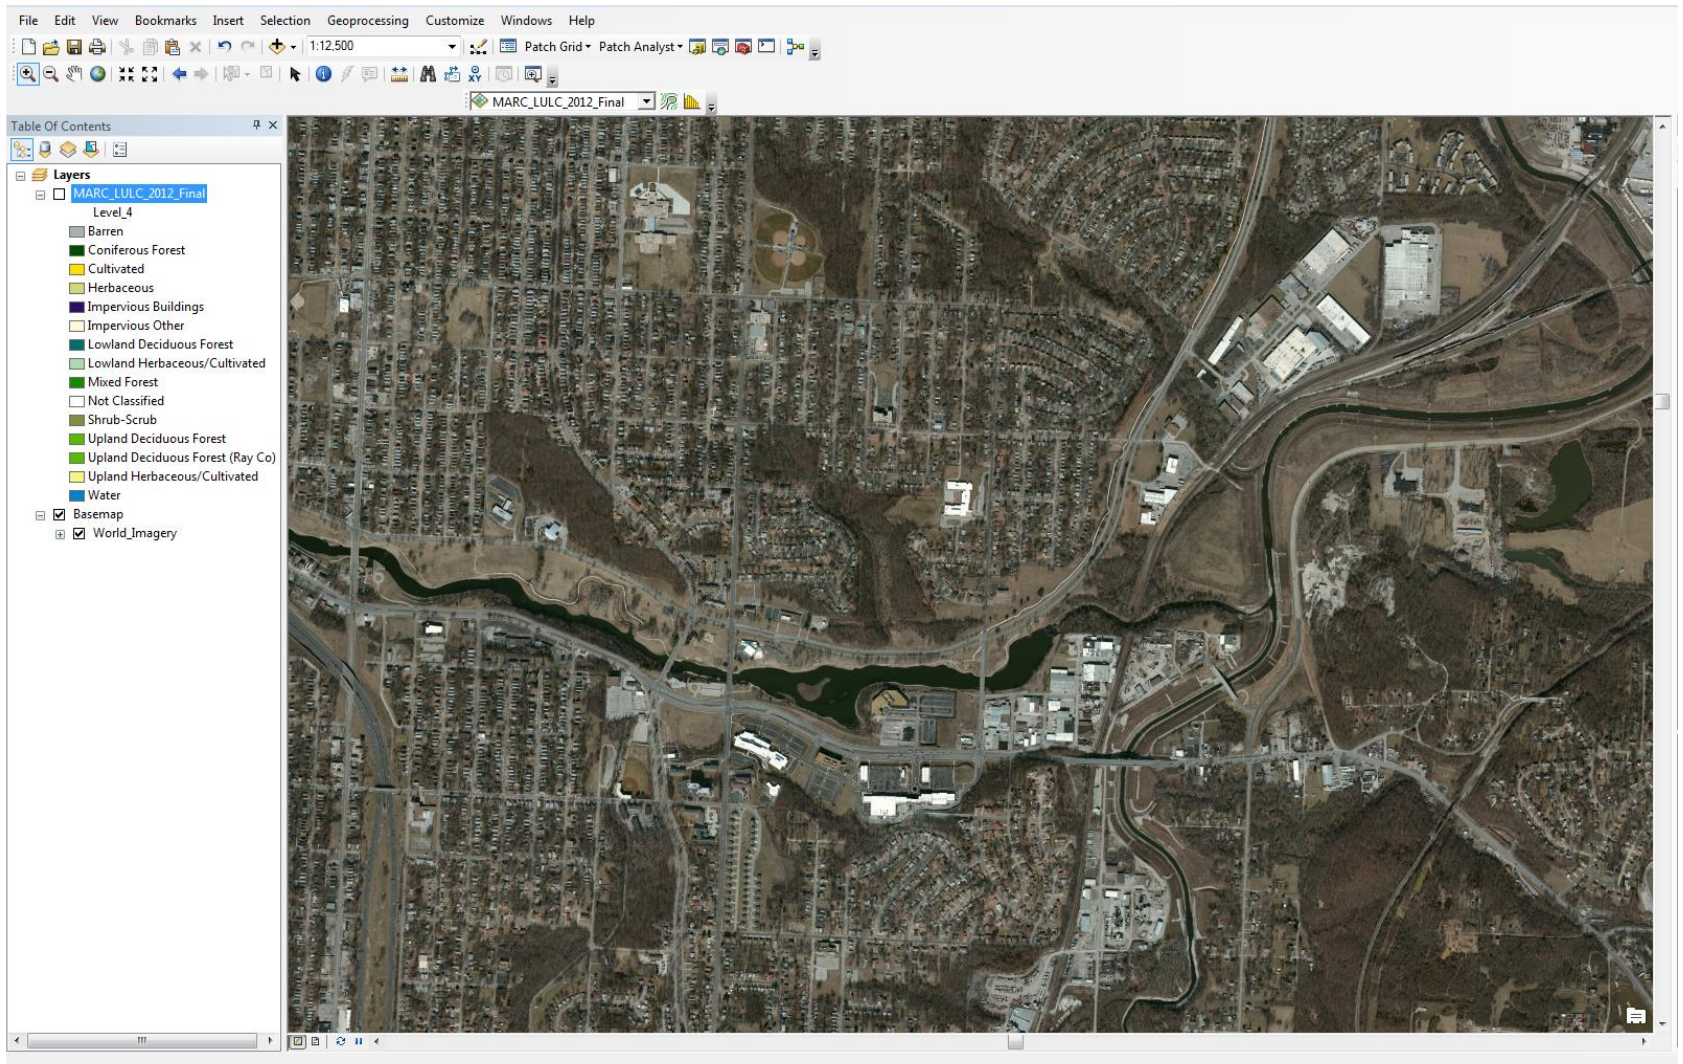 File Edit View Bookmarks Insert Selection Geoprocessing Customize Windows Help
1:12,500 Patch Grid Patch Analyst
XY
MARC_LULC_2012_Final
Table Of Contents
Layers
MARC_LULC_2012_Final
Level_4
Barren
Coniferous Forest
Cultivated
Herbaceous
Impervious Buildings
Impervious Other
Lowland Deciduous Forest
Lowland Herbaceous/Cultivated
Mixed Forest
Not Classified
Shrub-Scrub
Upland Deciduous Forest
Upland Deciduous Forest (Ray Co)
Upland Herbaceous/Cultivated
Water
Basemap
World_Imagery